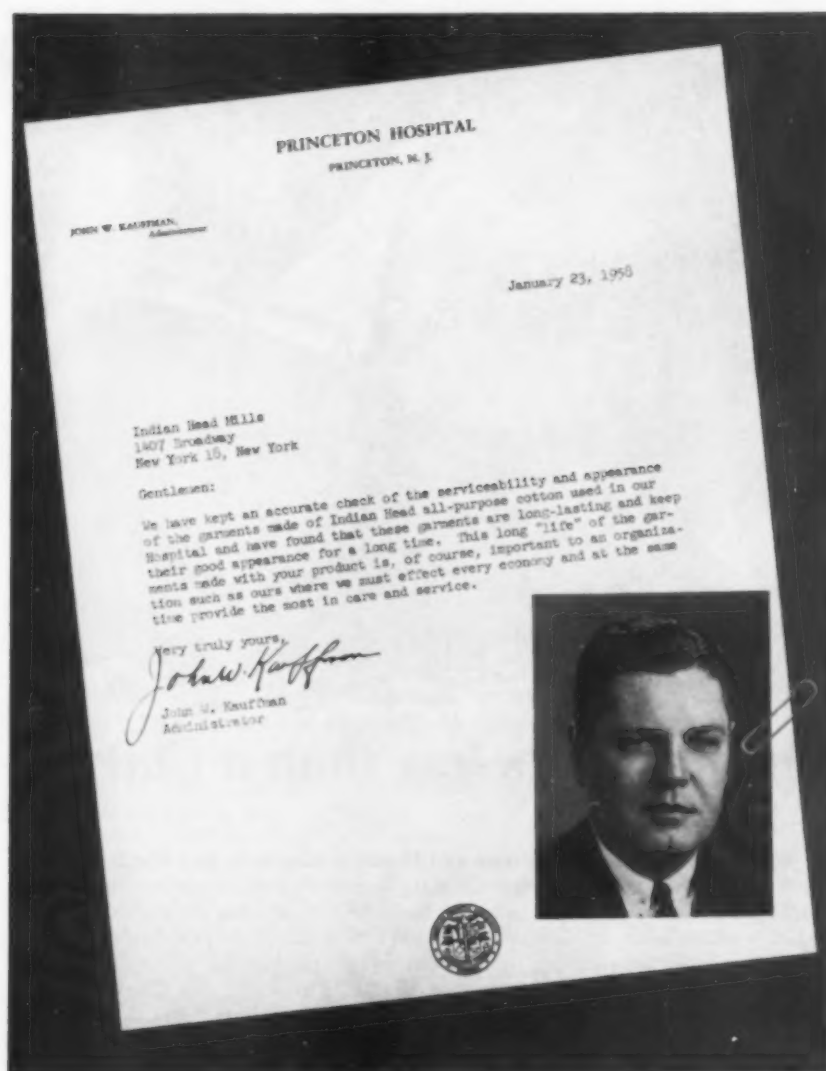 PRINCETON HOSPITAL
PRINCETON, N. J.
JOHN W. KAUFFMAN,
Administrator
January 23, 1958
Indian Head Mills
1407 Broadway
New York 18, New York
Gentlemen:
We have kept an accurate check of the serviceability and appearance
of the garments made of Indian Head all-purpose cotton used in our
Hospital and have found that these garments are long-lasting and keep
their good appearance for a long time. This long "life" of the gar-
ments made with your product is, of course, important to an organiza-
tion such as ours where we must effect every economy and at the same
time provide the most in care and service.
Very truly yours,
John W. Kauffman
John W. Kauffman
Administrator